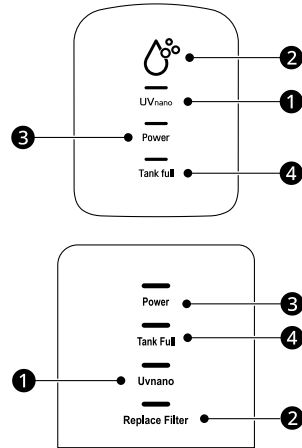 2
UVnano
1
3 Power
Tank full
4
Power
3
Tank Full
4
1 Uvnano
Replace Filter
2